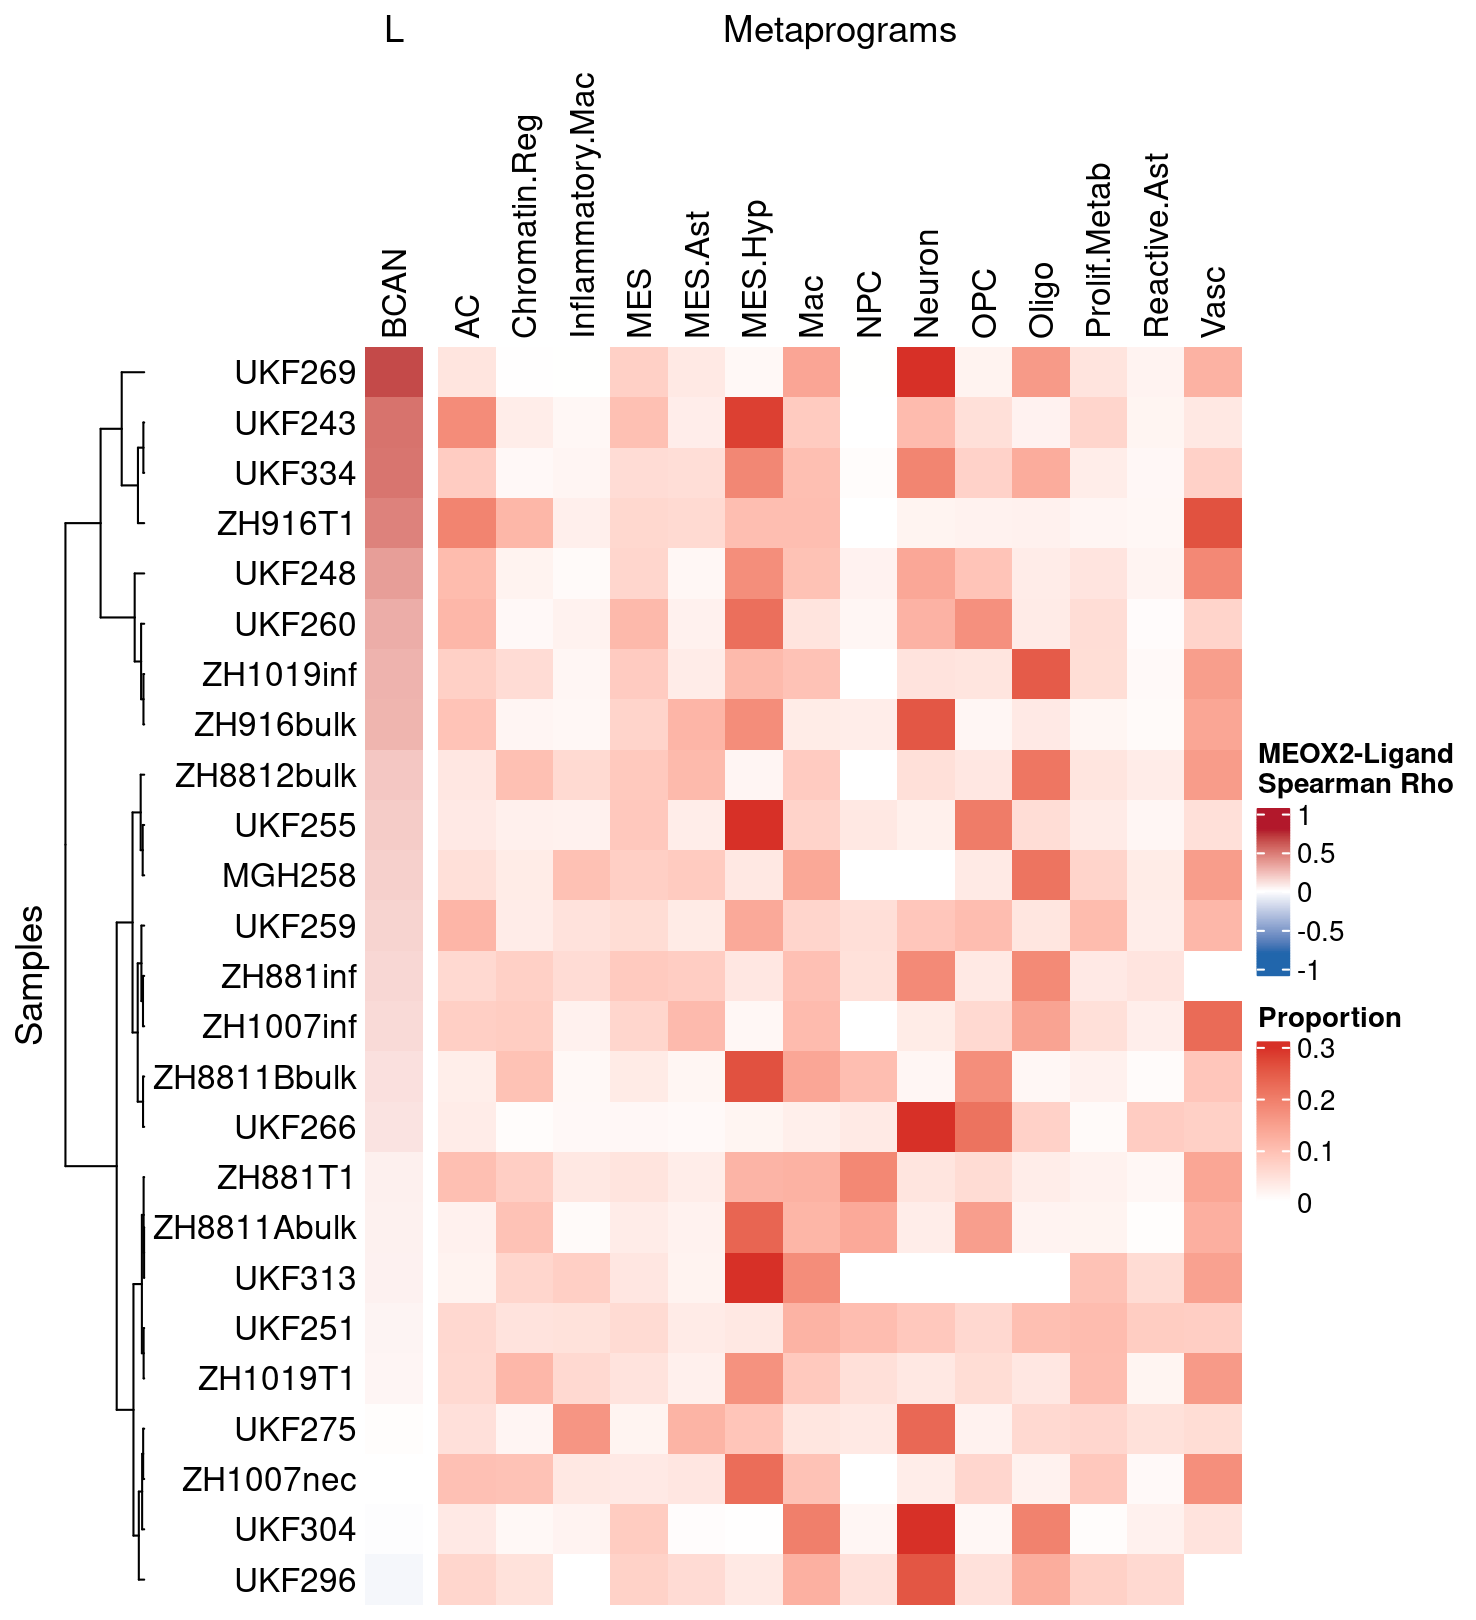 L
Metaprograms
BCAN
AC
Chromatin.Reg
Inflammatory.Mac
MES
MES.Ast
MES.Hyp
Mac
NPC
Neuron
OPC
Oligo
Prolif.Metab
Reactive.Ast
Vasc
Samples
UKF269
UKF243
UKF334
ZH916T1
UKF248
UKF260
ZH1019inf
ZH916bulk
ZH8812bulk
UKF255
MGH258
UKF259
ZH881inf
ZH1007inf
ZH8811Bbulk
UKF266
ZH881T1
ZH8811Abulk
UKF313
UKF251
ZH1019T1
UKF275
ZH1007nec
UKF304
UKF296
MEOX2-Ligand
Spearman Rho
1
0.5
0
-0.5
-1
Proportion
0.3
0.2
0.1
0